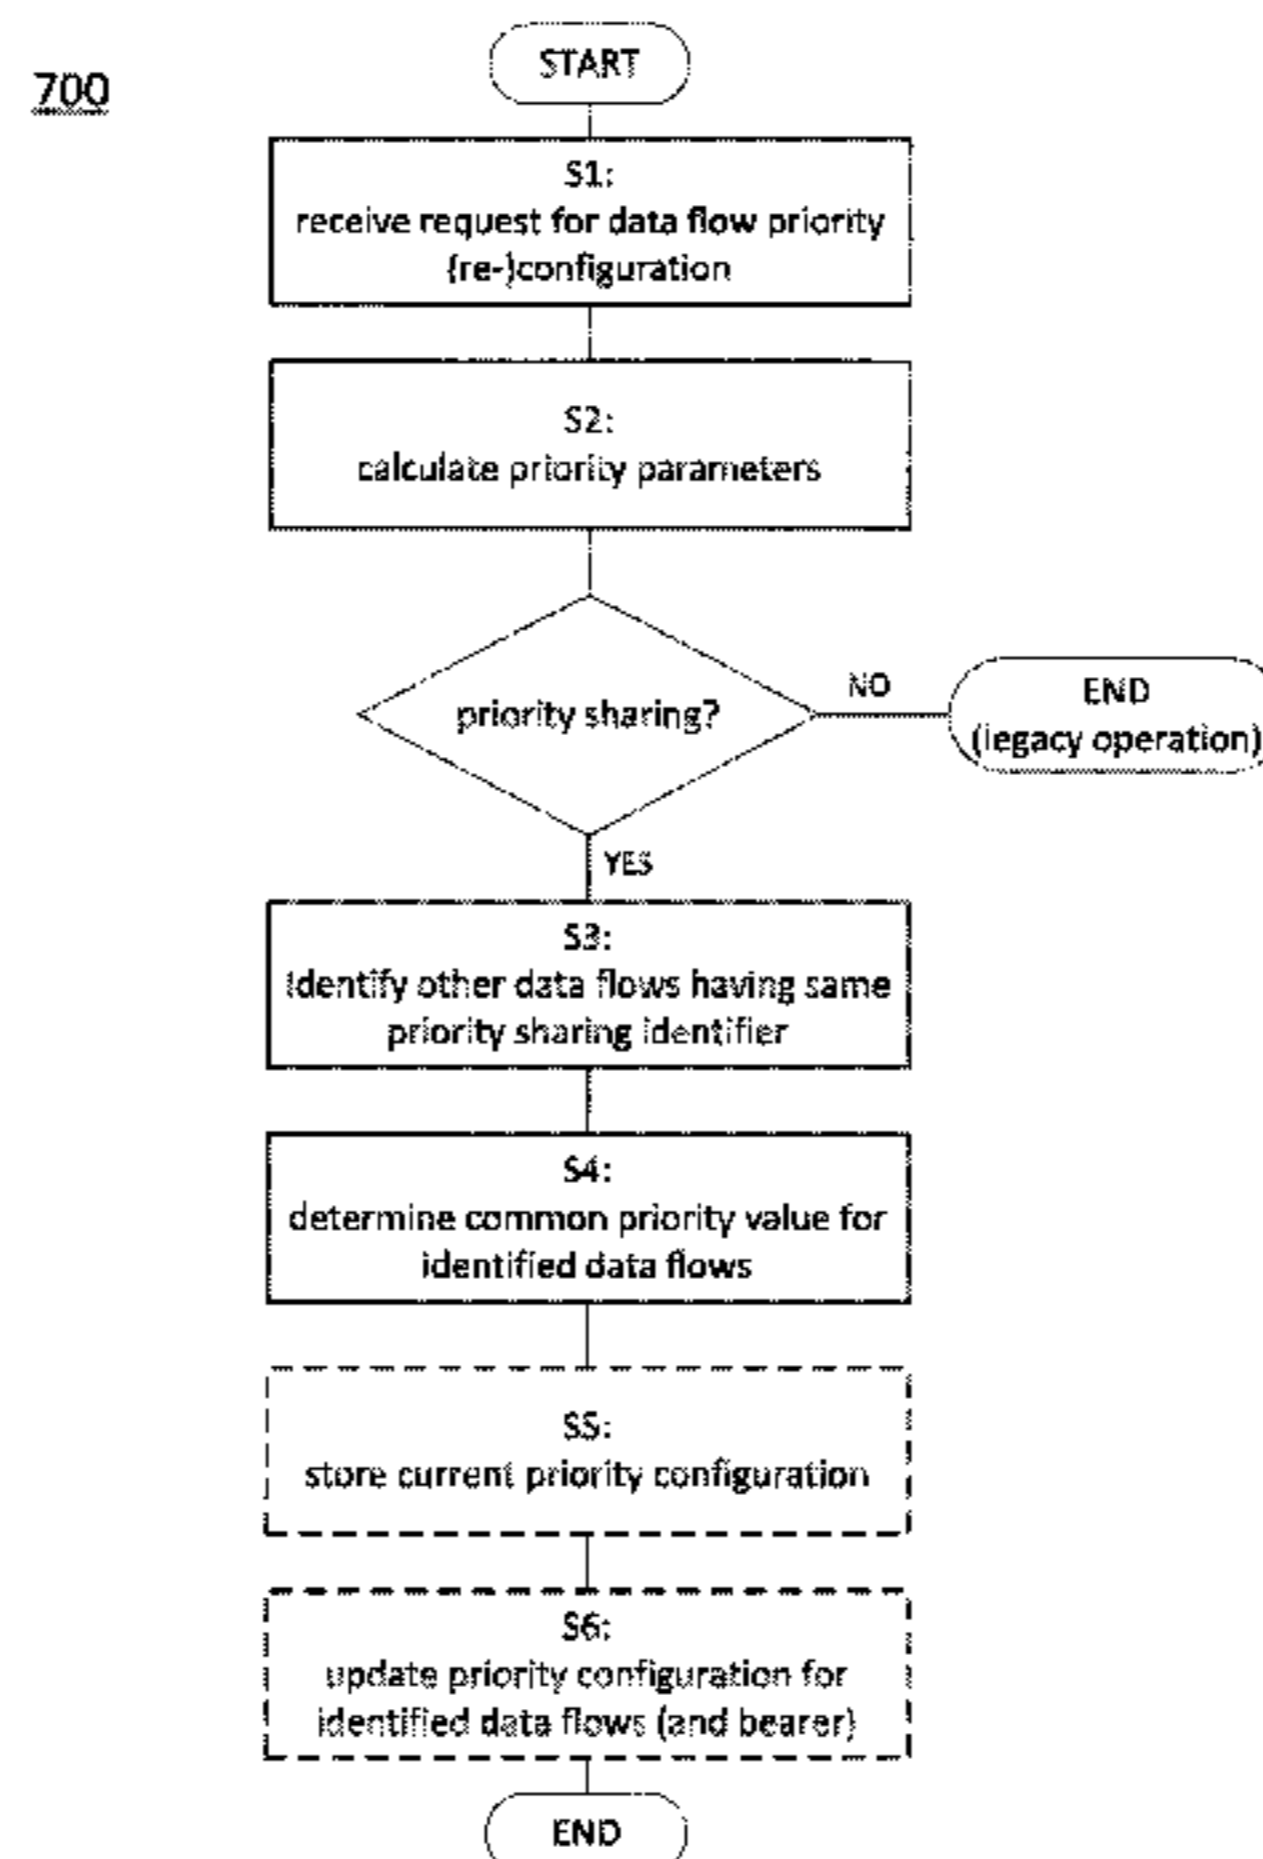 700
START
S1:
receive request for data flow priority
(re-)configuration
S2:
calculate priority parameters
priority sharing?
NO
END
(legacy operation)
YES
S3:
Identify other data flows having same
priority sharing identifier
S4:
determine common priority value for
identified data flows
S5:
store current priority configuration
S6:
update priority configuration for
identified data flows (and bearer)
END